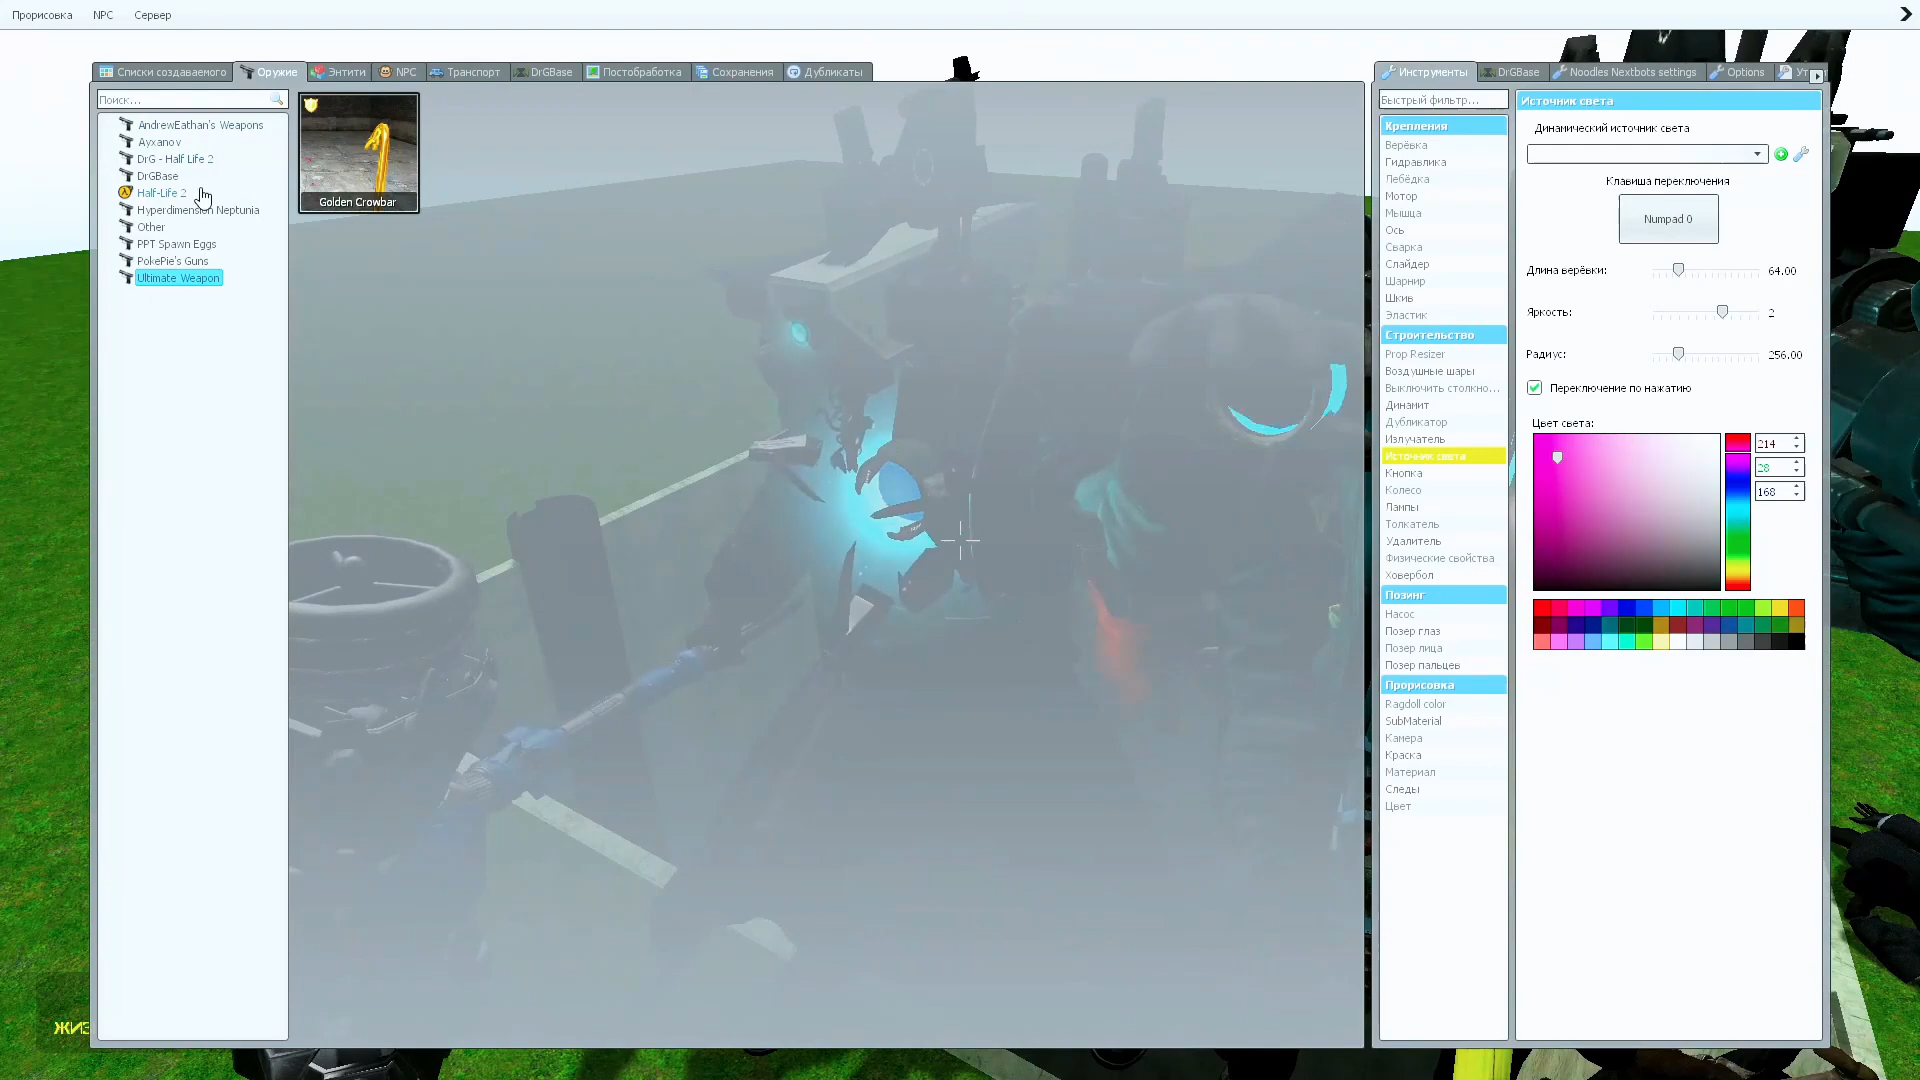 Прорисовка NPC Сервер
Списки создаваемого Оружие Энтити NPC Транспорт DrGBase Постобработка Сохранения Дубликаты
Поиск...
AndrewEathan's Weapons
Ayxanov
DrG - Half Life 2
DrGBase
Half-Life 2
Hyperdimension Neptunia
Other
PPT Spawn Eggs
PokePie's Guns
Ultimate Weapon
Golden Crowbar
ЖИЗ
Инструменты DrGBase Noodles Nextbots settings Options
Быстрый фильтр...
Крепления
Верёвка
Гидравлика
Лебёдка
Мотор
Мышца
Ось
Сварка
Слайдер
Шарнир
Шкив
Эластик
Строительство
Prop Resizer
Воздушные шары
Выключить столкно...
Динамит
Дубликатор
Излучатель
Источник света
Кнопка
Колесо
Лампы
Толкатель
Удалитель
Физические свойства
Ховербол
Позинг
Насос
Позер глаз
Позер лица
Позер пальцев
Прорисовка
Ragdoll color
SubMaterial
Камера
Краска
Материал
Следы
Цвет
Источник света
Динамический источник света
Клавиша переключения
Numpad 0
Длина верёвки: 64.00
Яркость: 2
Радиус: 256.00
Переключение по нажатию
Цвет света:
214
28
168